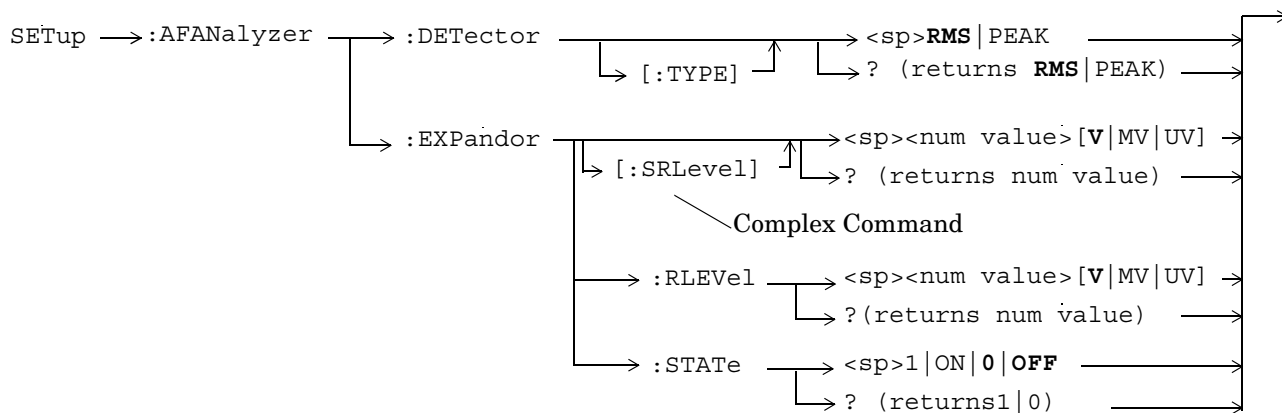 SETup :AFANalyzer :DETector <sp>RMS|PEAK
[:TYPE] ? (returns RMS|PEAK)
:EXPandor <sp><num value>[V|MV|UV]
[:SRLevel] ? (returns num value)
Complex Command
:RLEVel <sp><num value>[V|MV|UV]
?(returns num value)
:STATe <sp>1|ON|0|OFF
? (returns1|0)